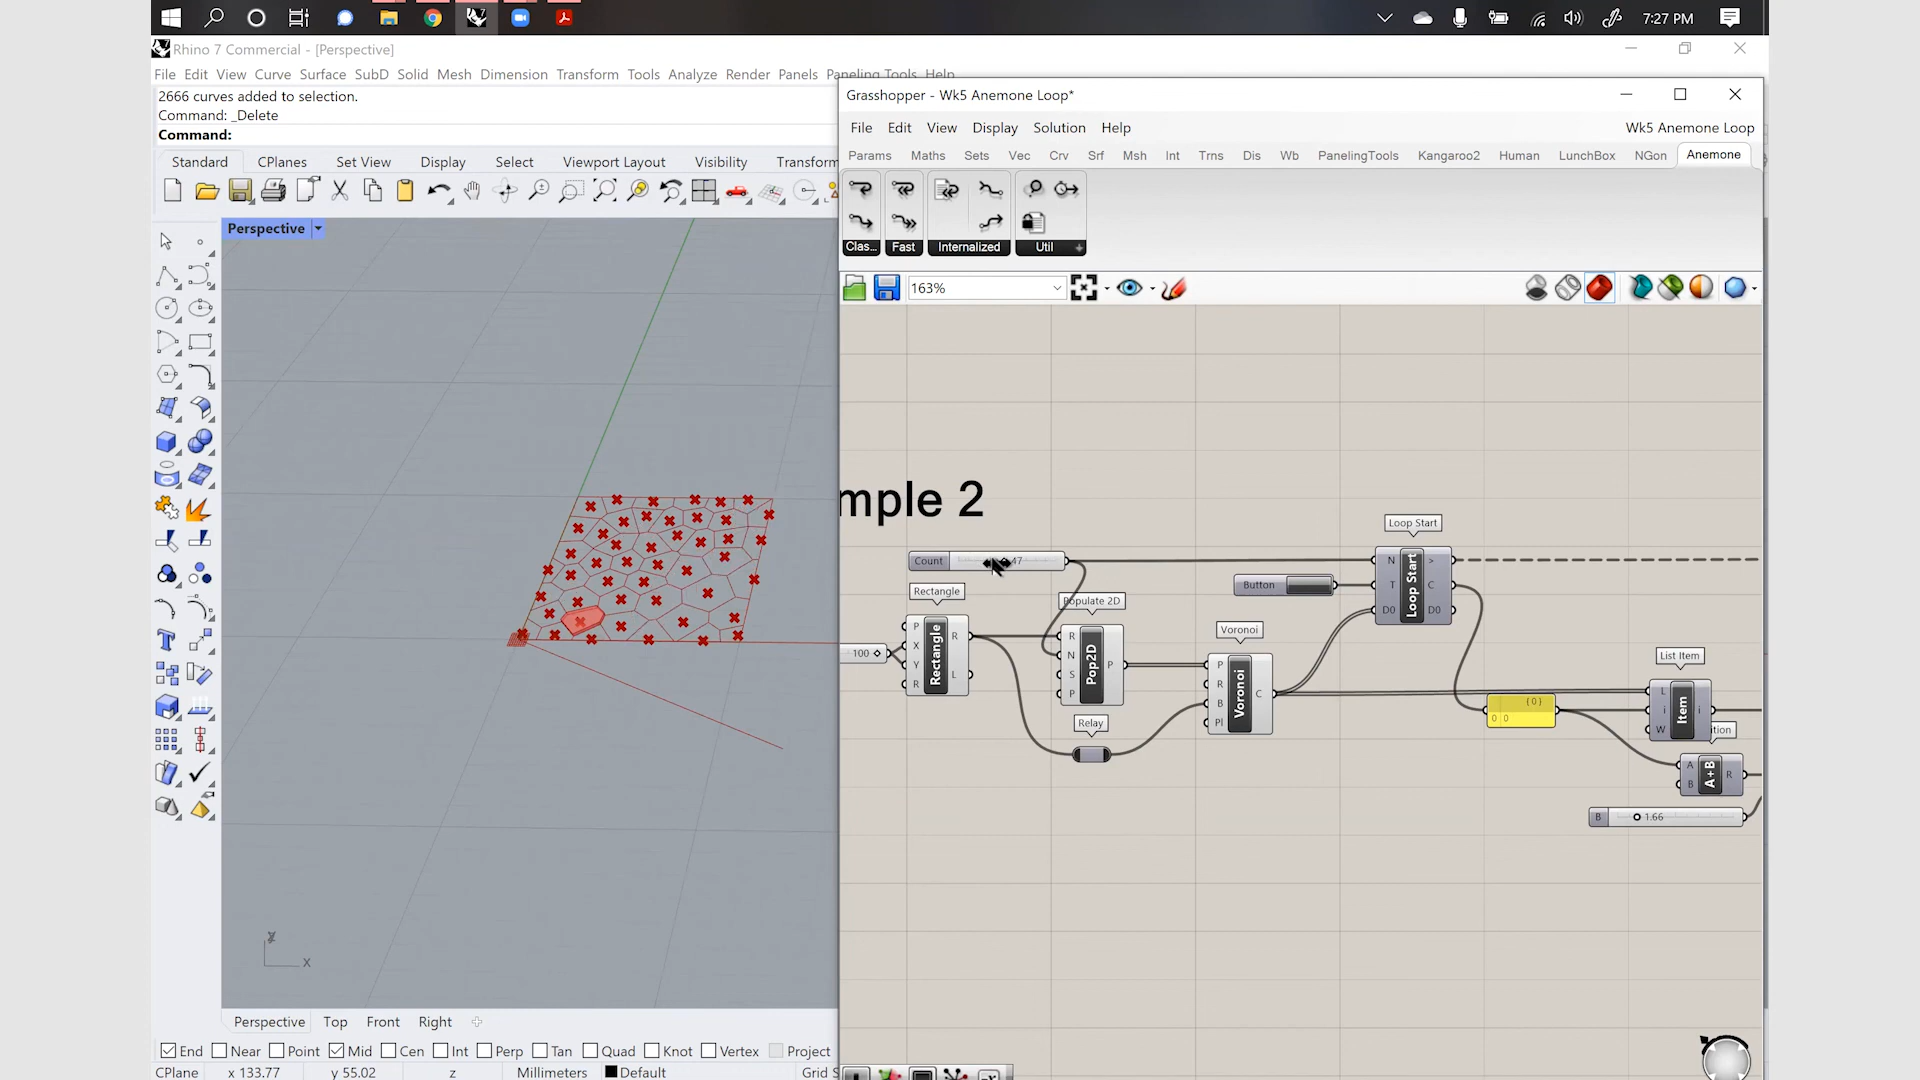 7:27 PM
Rhino 7 Commercial - [Perspective]
File Edit View Curve Surface SubD Solid Mesh Dimension Transform Tools Analyze Render Panels Paneling Tools Help
2666 curves added to selection.
Command: _Delete
Command:
Standard CPlanes Set View Display Select Viewport Layout Visibility Transform
Perspective
Grasshopper - Wk5 Anemone Loop*
File Edit View Display Solution Help
Wk5 Anemone Loop
Params Maths Sets Vec Crv Srf Msh Int Trns Dis Wb PanelingTools Kangaroo2 Human LunchBox NGon Anemone
Clas... Fast Internalized Util
163%
mple 2
Loop Start
Count 47
N T D0 Loop Start > C D0
Button
Rectangle
Populate 2D
P X Y R Rectangle R L
100
R N S P Pop2D P
Voronoi
P R B Pl Voronoi C
Relay
List Item
{0}
0 0
L i W Item i
ition
A B A+B R
B 1.66
z x
Perspective Top Front Right
End Near Point Mid Cen Int Perp Tan Quad Knot Vertex Project
CPlane x 133.77 y 55.02 z Millimeters Default Grid S